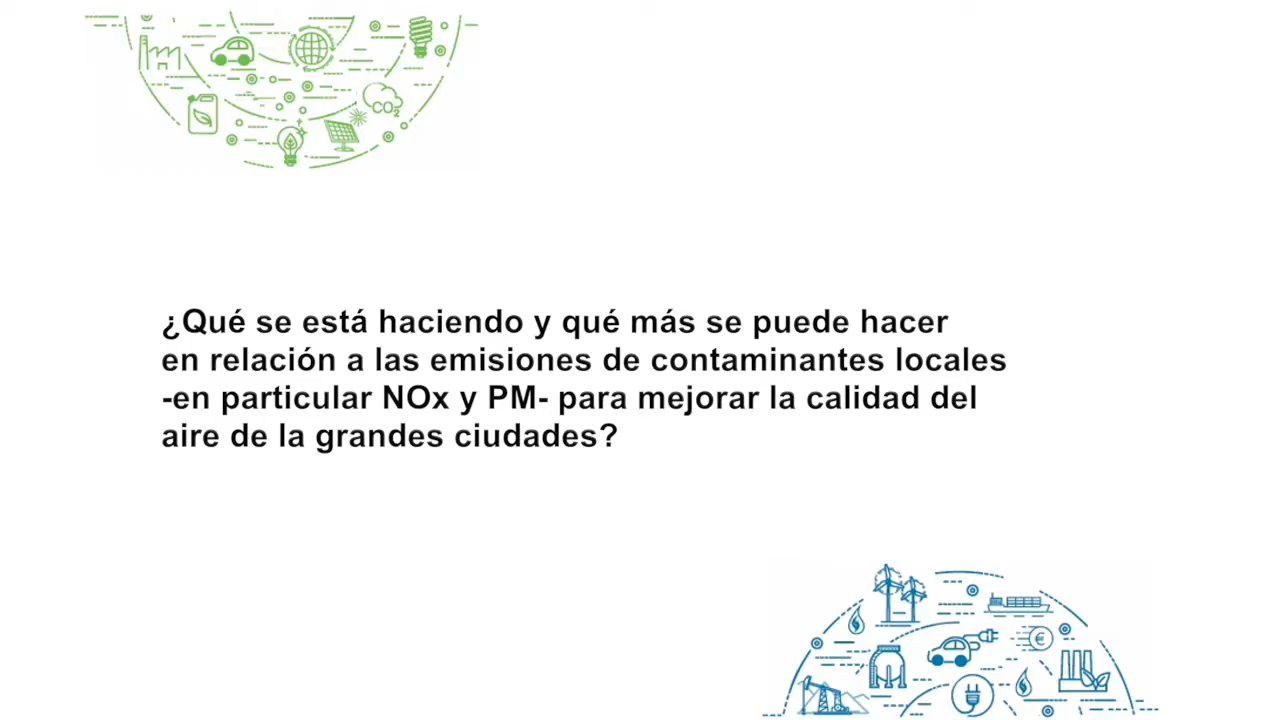 CO2
¿Qué se está haciendo y qué más se puede hacer
en relación a las emisiones de contaminantes locales
-en particular NOx y PM- para mejorar la calidad del
aire de la grandes ciudades?
€